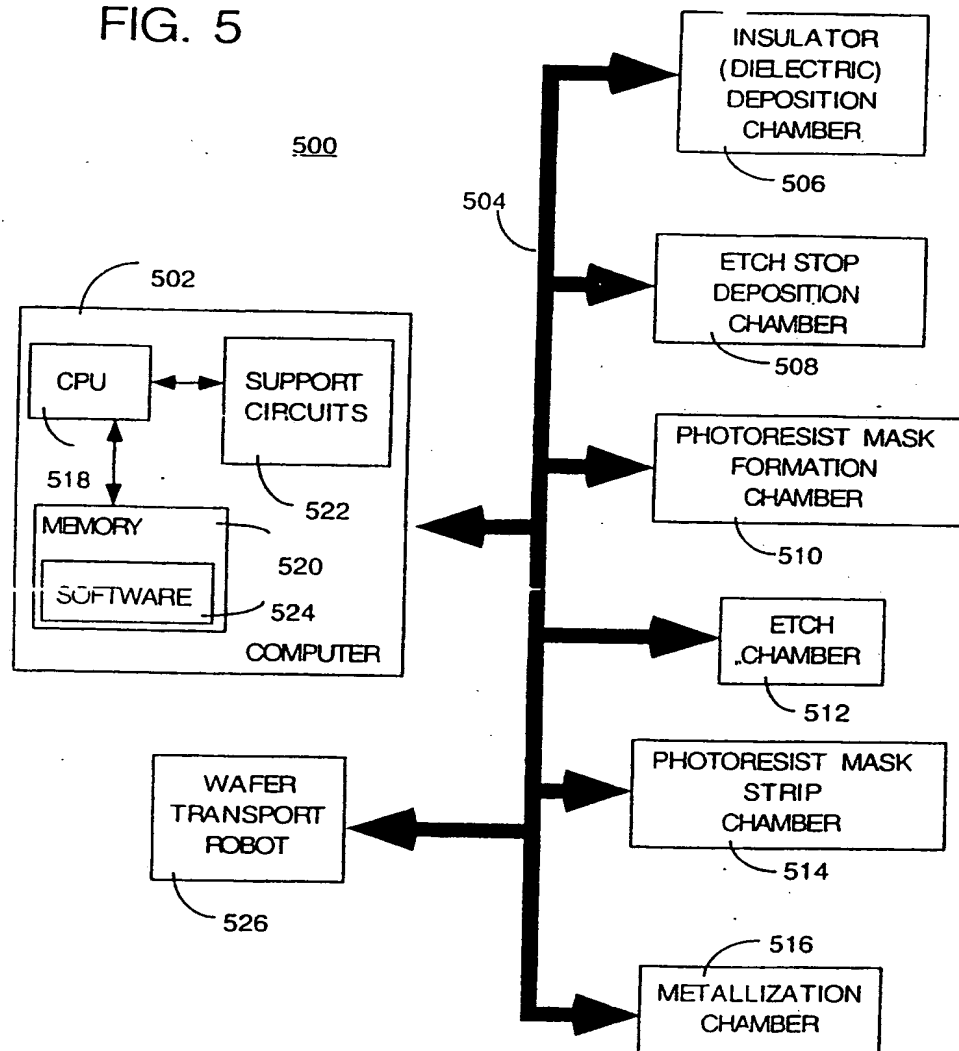 FIG. 5
500
INSULATOR
(DIELECTRIC)
DEPOSITION
CHAMBER
506
504
ETCH STOP
DEPOSITION
CHAMBER
508
502
CPU
518
SUPPORT
CIRCUITS
522
MEMORY
520
SOFTWARE
524
COMPUTER
PHOTORESIST MASK
FORMATION
CHAMBER
510
ETCH
CHAMBER
512
WAFER
TRANSPORT
ROBOT
526
PHOTORESIST MASK
STRIP
CHAMBER
514
516
METALLIZATION
CHAMBER